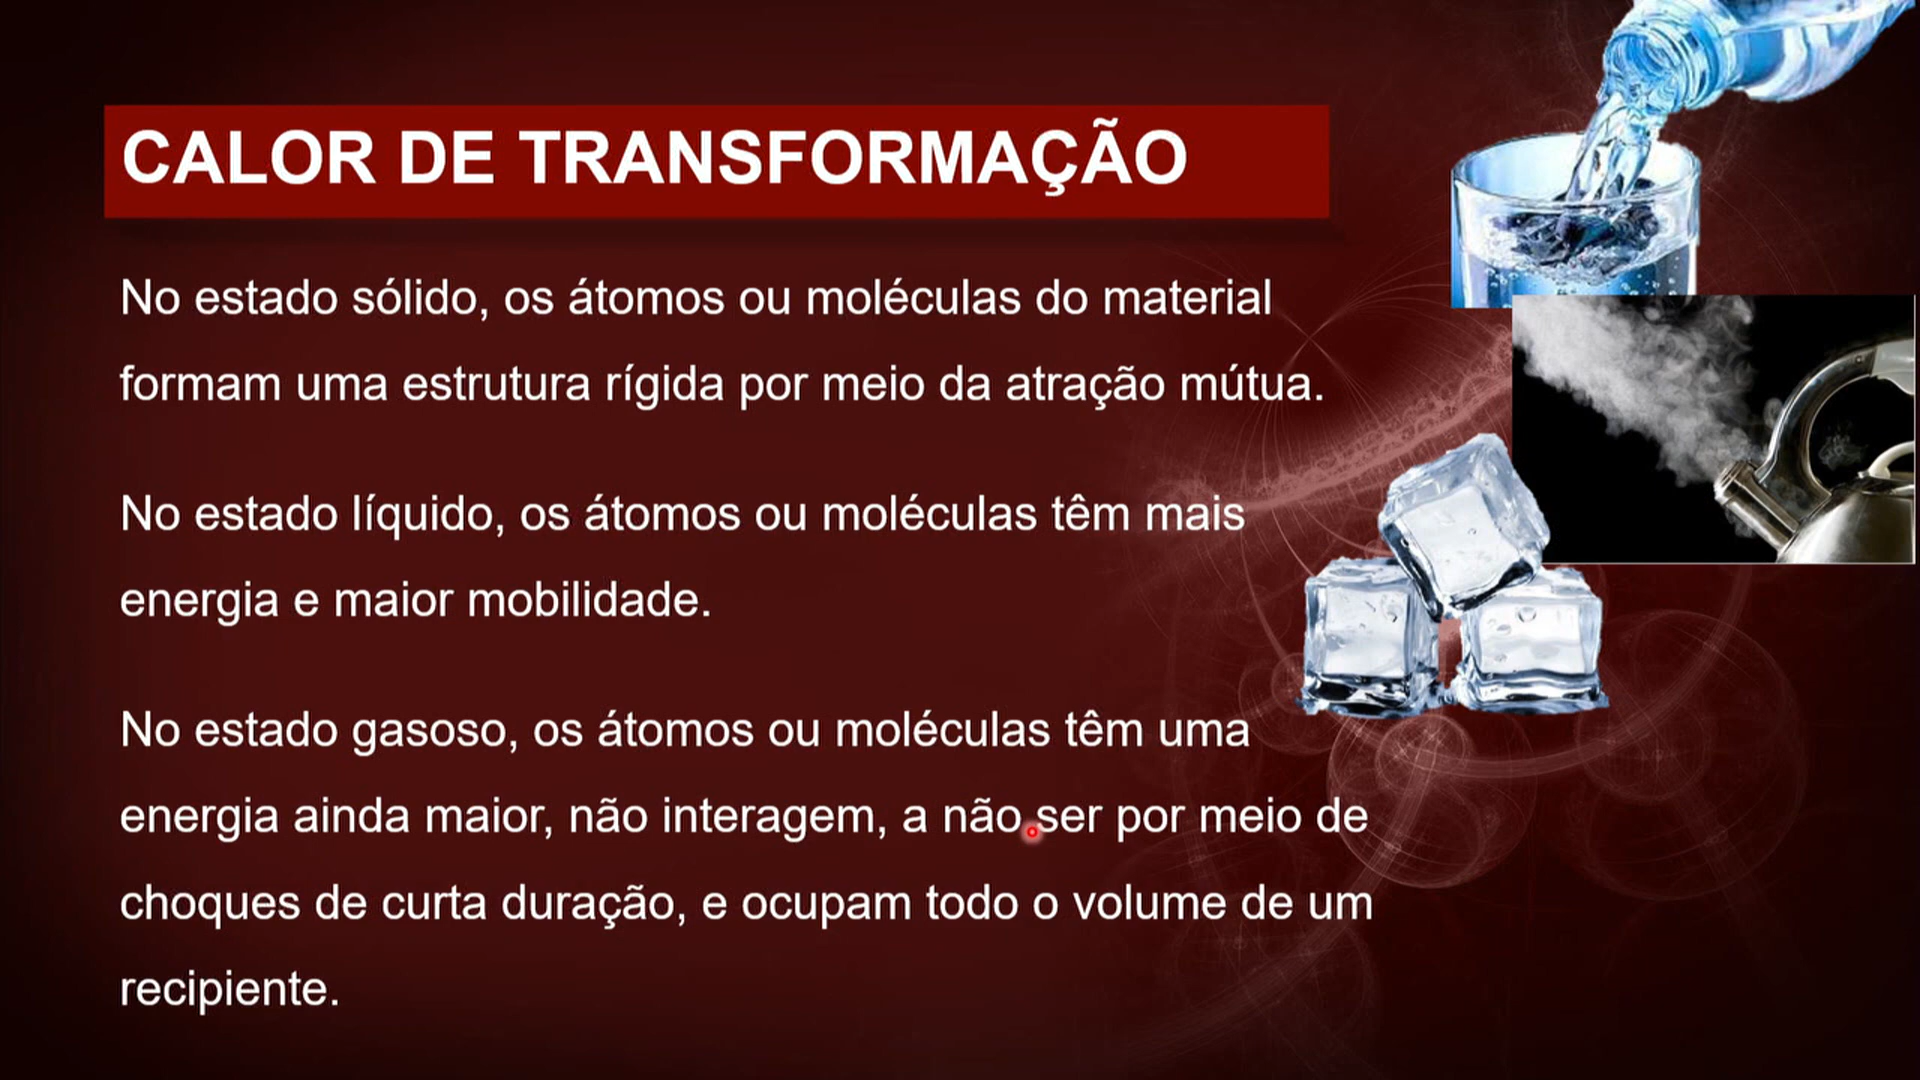 CALOR DE TRANSFORMAÇÃO
No estado sólido, os átomos ou moléculas do material
formam uma estrutura rígida por meio da atração mútua.
No estado líquido, os átomos ou moléculas têm mais
energia e maior mobilidade.
No estado gasoso, os átomos ou moléculas têm uma
energia ainda maior, não interagem, a não ser por meio de
choques de curta duração, e ocupam todo o volume de um
recipiente.